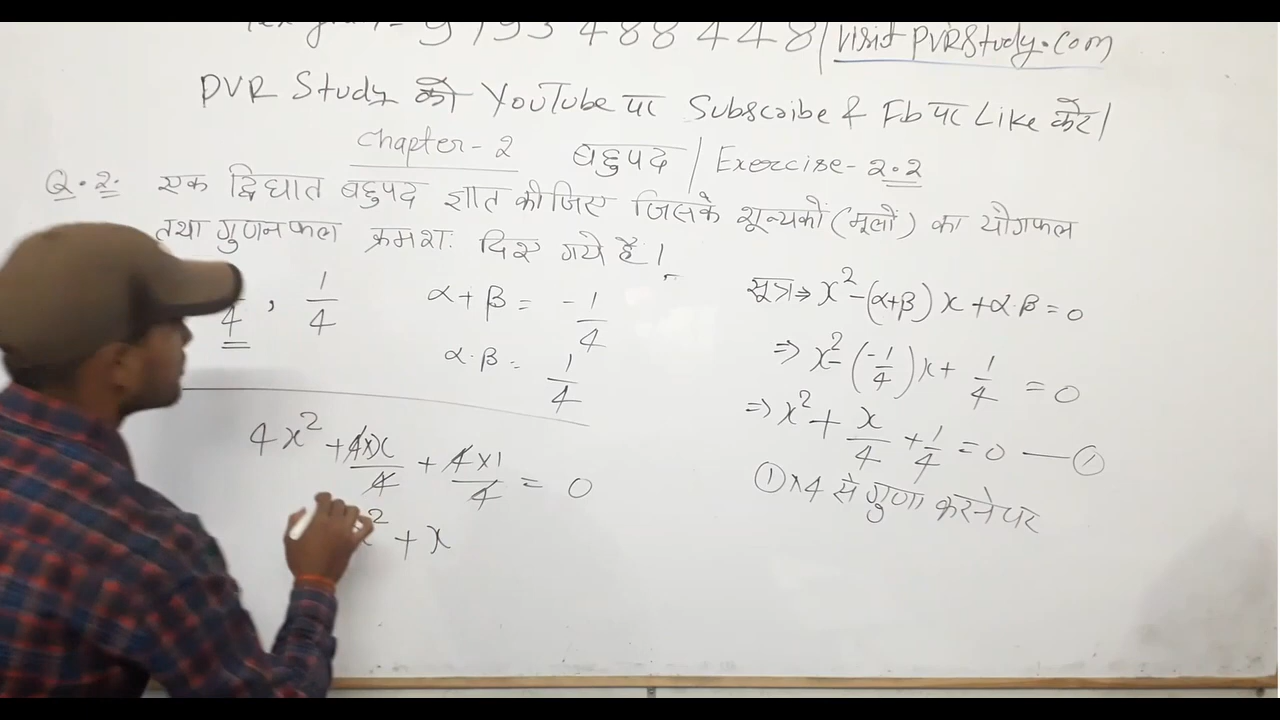 9193488448/ visit PVRStudy.com
PVR Study को YouTube पर Subscribe & Fb पर Like करे/
Chapter-2 बहुपद / Exercise-2.2
Q.2. एक द्विघात बहुपद ज्ञात कीजिए जिसके शून्यकों (मूलों) का योगफल
तथा गुणनफल क्रमशः दिए गये है।
4, 1/4
α+β = -1/4
α.β = 1/4
4x² + 4×x/4 + 4×1/4 = 0
x² + x
सूत्र⇒ x²-(α+β)x+α.β=0
⇒ x²-(-1/4)x+1/4=0
⇒ x²+x/4+1/4=0 — ①
①×4 से गुणा करने पर